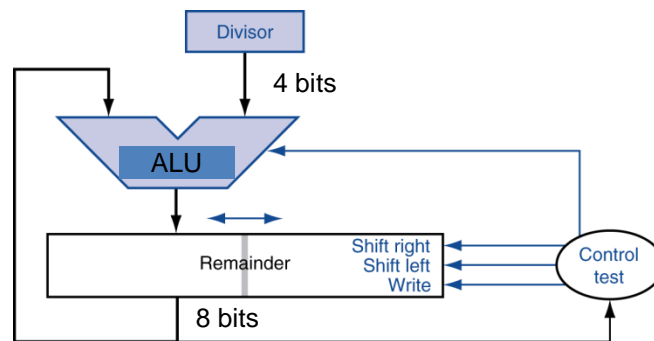 Divisor
4 bits
ALU
Remainder
Shift right
Shift left
Write
Control
test
8 bits